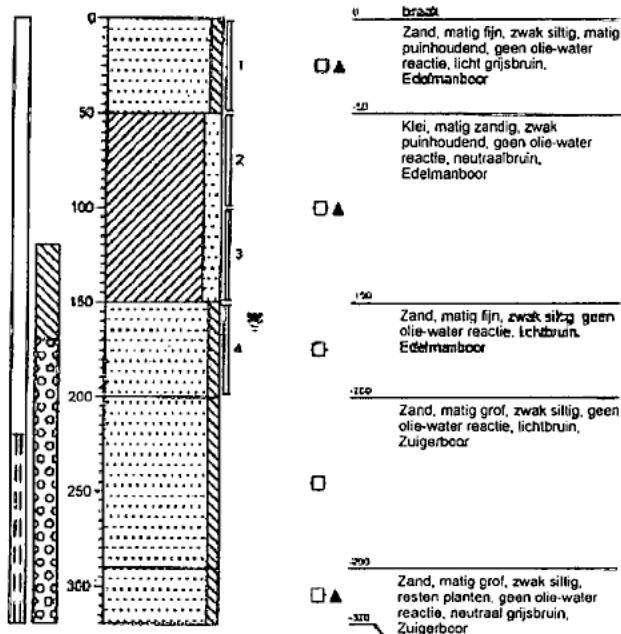 0
50
100
150
200
250
300
1
2
3
4
0 braak
Zand, matig fijn, zwak siltig, matig
puinhoudend, geen olie-water
reactie, licht grijsbruin,
Edelmanboor
-50
Klei, matig zandig, zwak
puinhoudend, geen olie-water
reactie, neutraalbruin,
Edelmanboor
-150
Zand, matig fijn, zwak siltig, geen
olie-water reactie, lichtbruin,
Edelmanboor
-200
Zand, matig grof, zwak siltig, geen
olie-water reactie, lichtbruin,
Zuigerboor
-290
Zand, matig grof, zwak siltig,
resten planten, geen olie-water
reactie, neutraal grijsbruin,
Zuigerboor
-320